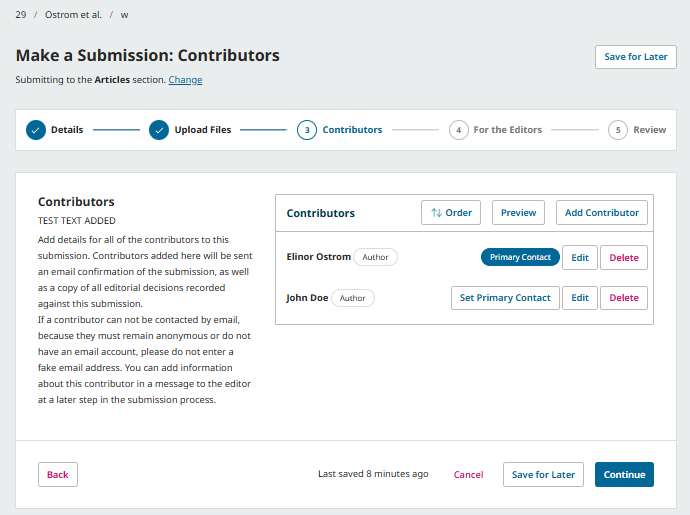 29 / Ostrom et al. / w
Make a Submission: Contributors
Save for Later
Submitting to the Articles section. Change
Details
Upload Files
3 Contributors
4 For the Editors
5 Review
Contributors
TEST TEXT ADDED
Add details for all of the contributors to this
submission. Contributors added here will be sent
an email confirmation of the submission, as well
as a copy of all editorial decisions recorded
against this submission.
If a contributor can not be contacted by email,
because they must remain anonymous or do not
have an email account, please do not enter a
fake email address. You can add information
about this contributor in a message to the editor
at a later step in the submission process.
Contributors
Order
Preview
Add Contributor
Elinor Ostrom Author Primary Contact Edit Delete
John Doe Author Set Primary Contact Edit Delete
Back
Last saved 8 minutes ago
Cancel
Save for Later
Continue